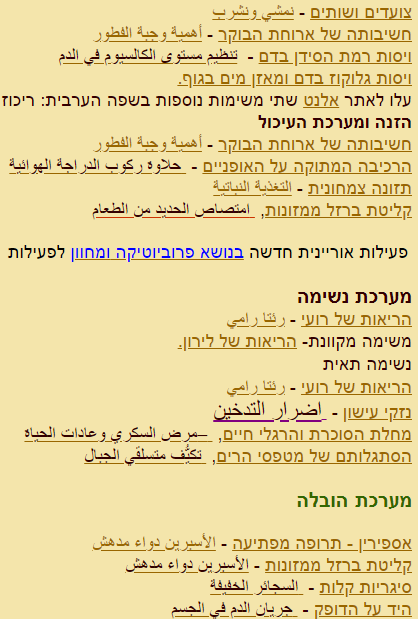 צועדים ושותים - نمشي ونشرب
חשיבותה של ארוחת הבוקר - أهمية وجبة الفطور
ויסות רמת הסידן בדם - تنظيم مستوى الكالسيوم في الدم
ויסות גלוקוז בדם ומאזן מים בגוף.
עלו לאתר אלנט שתי משימות נוספות בשפה הערבית: ריכוז
הזנה ומערכת העיכול
חשיבותה של ארוחת הבוקר - أهمية وجبة الفطور
הרכיבה המתוקה על האופניים - حلاوة ركوب الدراجة الهوائية
תזונה צמחונית - التغذية النباتية
קליטת ברזל ממזונות, امتصاص الحديد من الطعام
פעילות אוריינית חדשה בנושא פרוביוטיקה ומחוון לפעילות
מערכת נשימה
הריאות של רועי - رئتا رامي
משימה מקוונת- הריאות של לירון.
נשימה תאית
הריאות של רועי - رئتا رامي
נזקי עישון - اضرار التدخين
מחלת הסוכרת והרגלי חיים, –مرض السكري وعادات الحياة
הסתגלותם של מטפסי הרים, تكيُّف متسلقي الجبال
מערכת הובלה
אספירין - תרופה מפתיעה - الأسبرين دواء مدهش
קליטת ברזל ממזונות - الأسبرين دواء مدهش
סיגריות קלות - السجائر الخفيفة
היד על הדופק - جريان الدم في الجسم